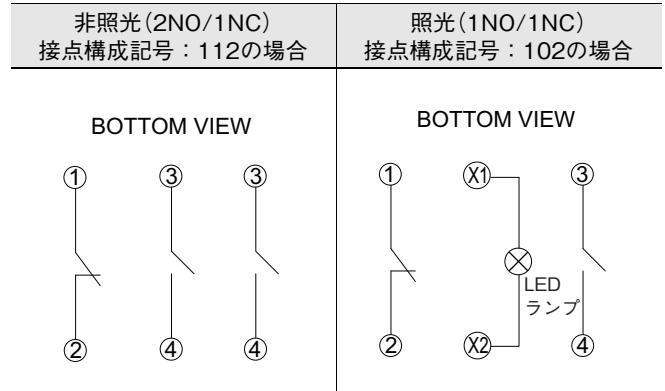 非照光(2NO/1NC)
接点構成記号：112の場合
照光(1NO/1NC)
接点構成記号：102の場合
BOTTOM VIEW
① ③ ③
② ④ ④
BOTTOM VIEW
① X1 ③
LED
ランプ
② X2 ④